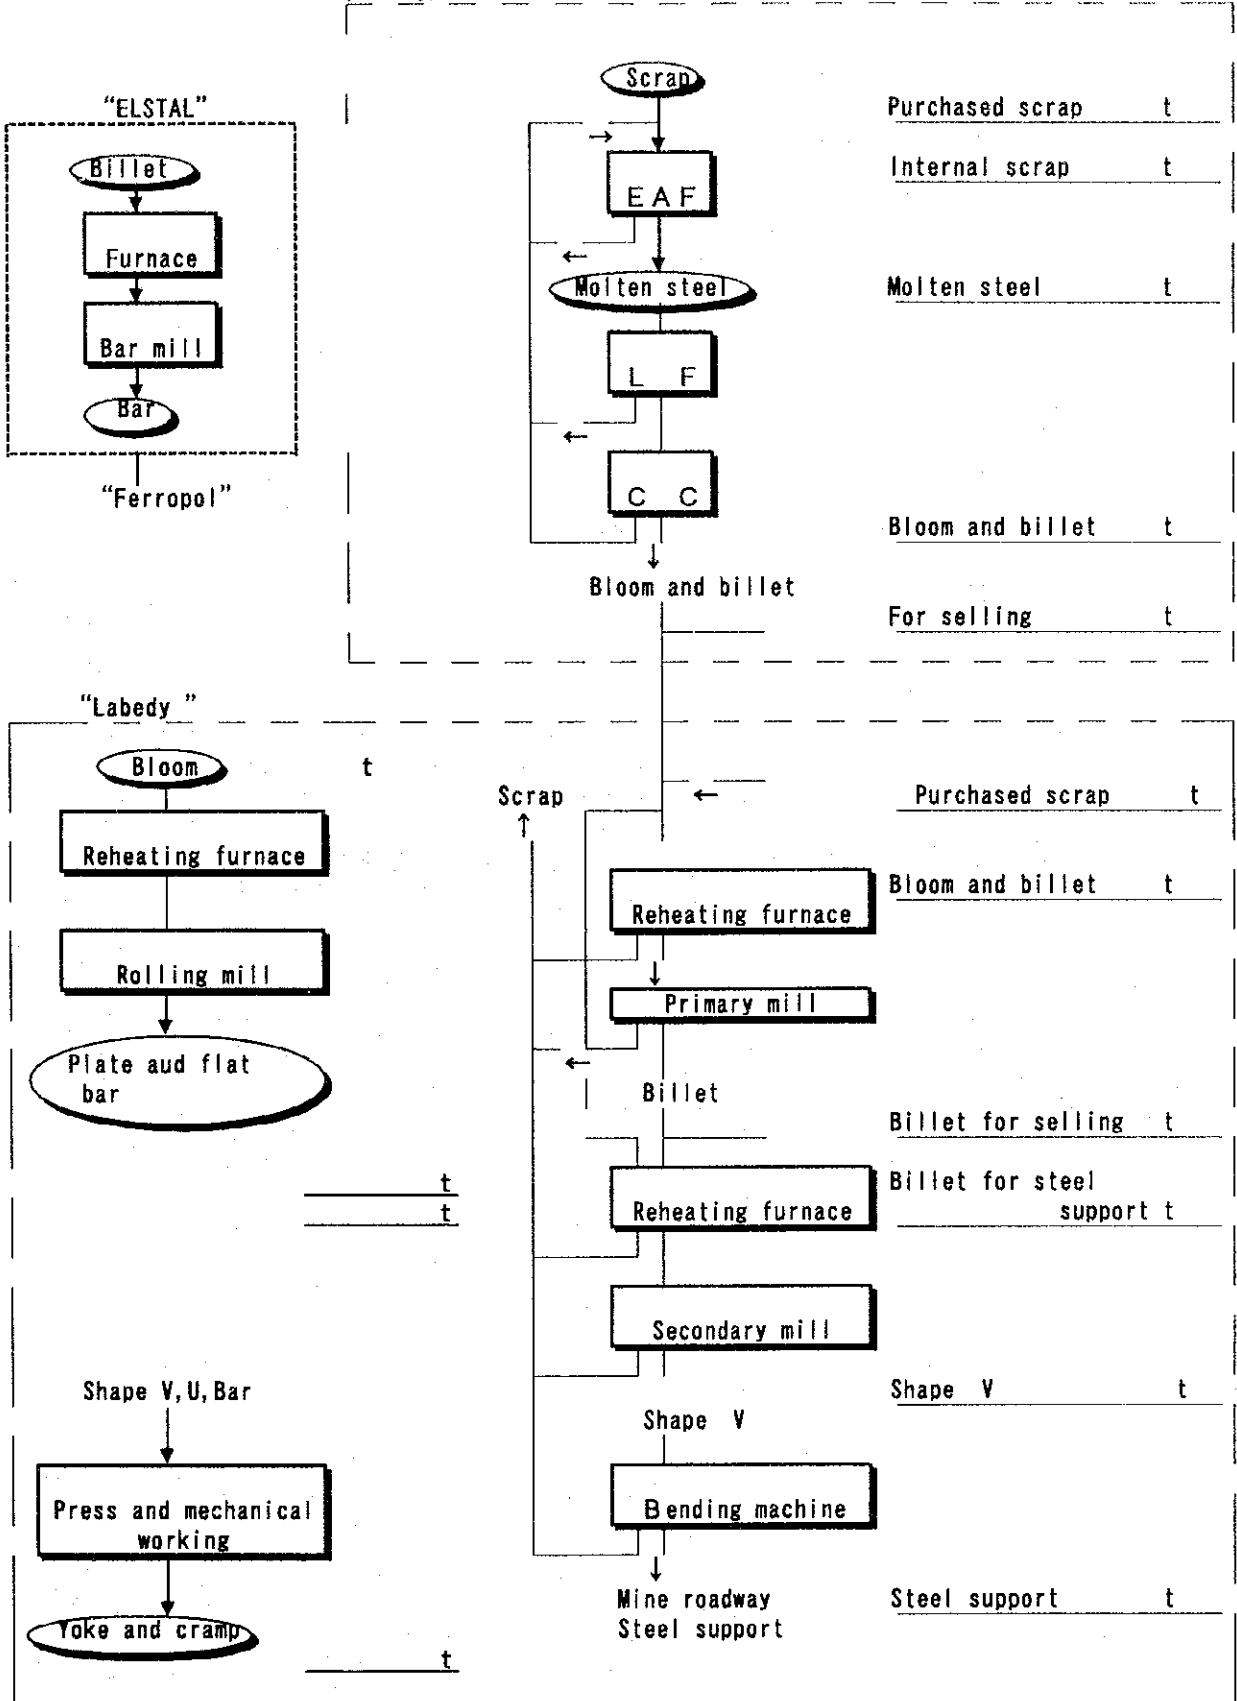 Scrap
"ELSTAL"
Purchased scrap t
Billet
Internal scrap t
E A F
Furnace
Molten steel
Molten steel t
Bar mill
L F
Bar
"Ferropol"
C C
Bloom and billet t
Bloom and billet
For selling t
"Labedy "
Bloom t
Scrap
Purchased scrap t
Reheating furnace
Bloom and billet t
Reheating furnace
Rolling mill
Primary mill
Plate aud flat
bar
Billet
Billet for selling t
t
Billet for steel
support t
t
Reheating furnace
Secondary mill
Shape V,U,Bar
Shape V t
Shape V
Press and mechanical
working
Bending machine
Mine roadway
Steel support
Steel support t
Yoke and cramp
t